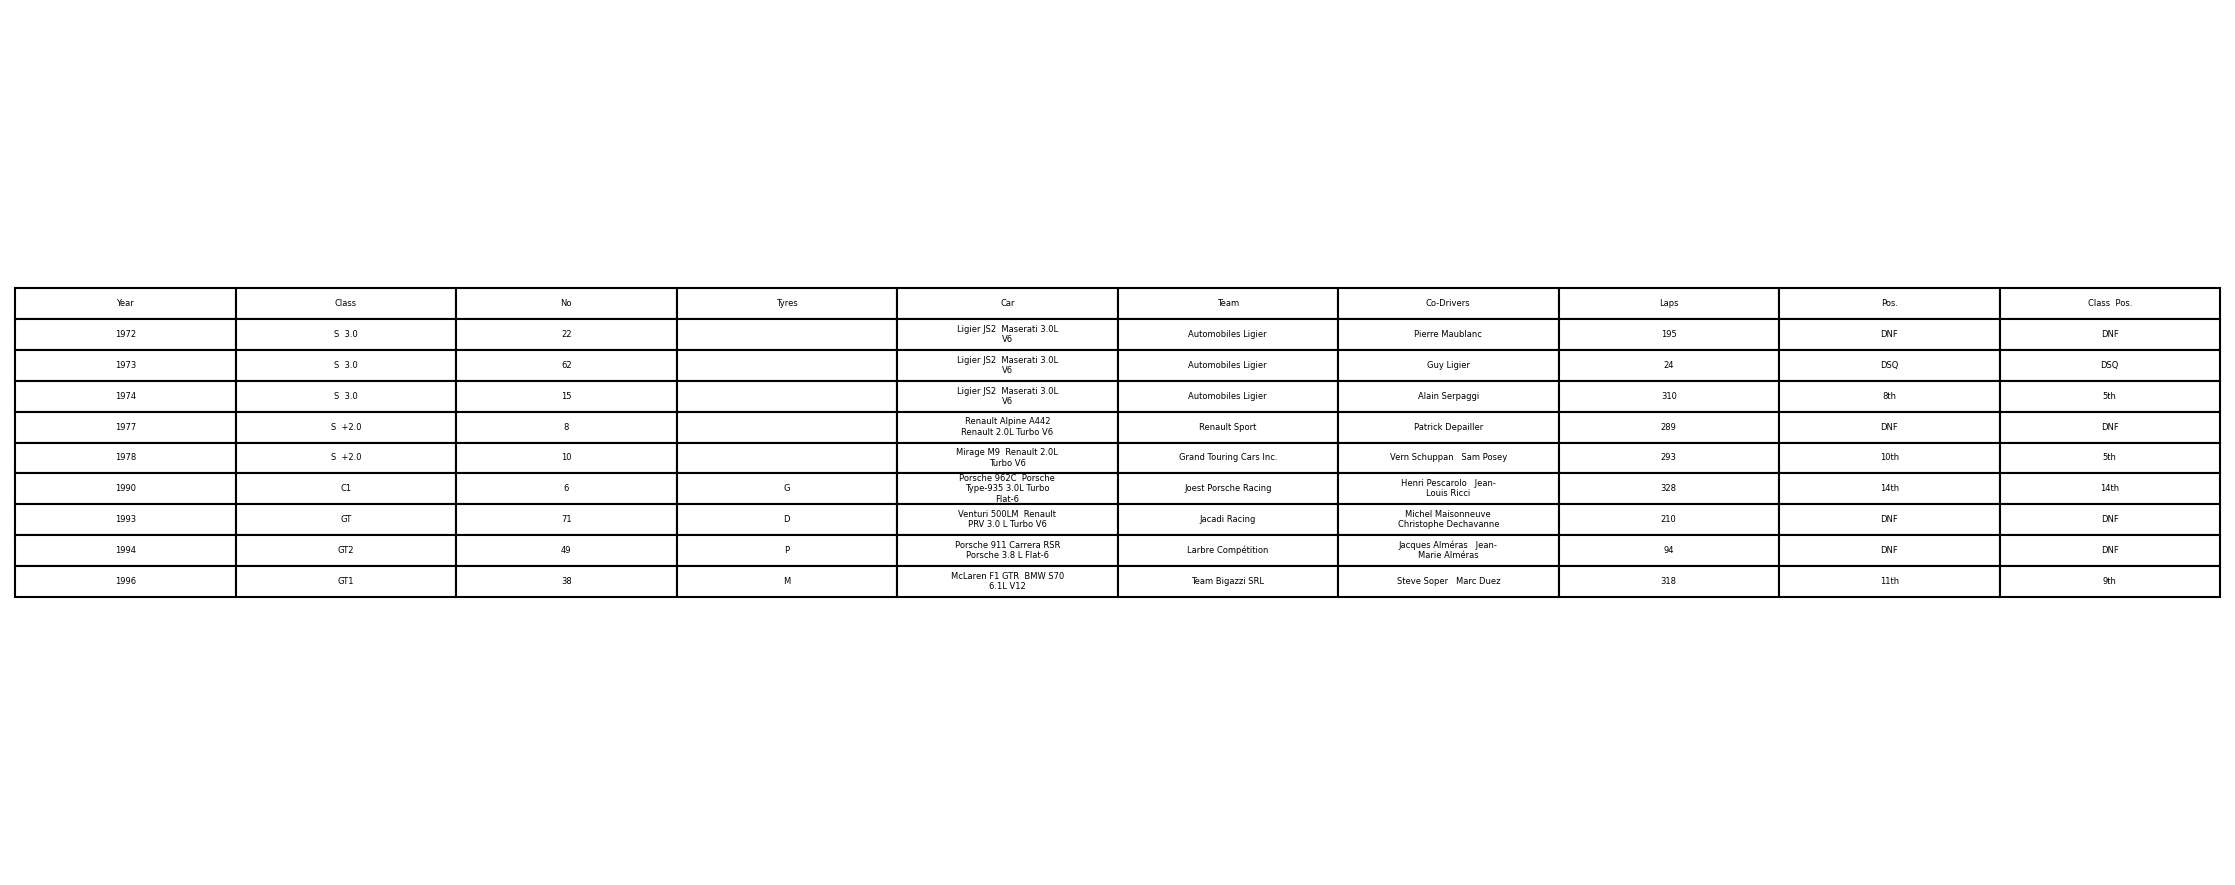 Year Class No Tyres Car Team Co-Drivers Laps Pos. Class Pos.
1972 S 3.0 22 Ligier JS2 Maserati 3.0L V6 Automobiles Ligier Pierre Maublanc 195 DNF DNF
1973 S 3.0 62 Ligier JS2 Maserati 3.0L V6 Automobiles Ligier Guy Ligier 24 DSQ DSQ
1974 S 3.0 15 Ligier JS2 Maserati 3.0L V6 Automobiles Ligier Alain Serpaggi 310 8th 5th
1977 S +2.0 8 Renault Alpine A442 Renault 2.0L Turbo V6 Renault Sport Patrick Depailler 289 DNF DNF
1978 S +2.0 10 Mirage M9 Renault 2.0L Turbo V6 Grand Touring Cars Inc. Vern Schuppan Sam Posey 293 10th 5th
1990 C1 6 G Porsche 962C Porsche Type-935 3.0L Turbo Flat-6 Joest Porsche Racing Henri Pescarolo Jean-Louis Ricci 328 14th 14th
1993 GT 71 D Venturi 500LM Renault PRV 3.0 L Turbo V6 Jacadi Racing Michel Maisonneuve Christophe Dechavanne 210 DNF DNF
1994 GT2 49 P Porsche 911 Carrera RSR Porsche 3.8 L Flat-6 Larbre Compétition Jacques Alméras Jean-Marie Alméras 94 DNF DNF
1996 GT1 38 M McLaren F1 GTR BMW S70 6.1L V12 Team Bigazzi SRL Steve Soper Marc Duez 318 11th 9th